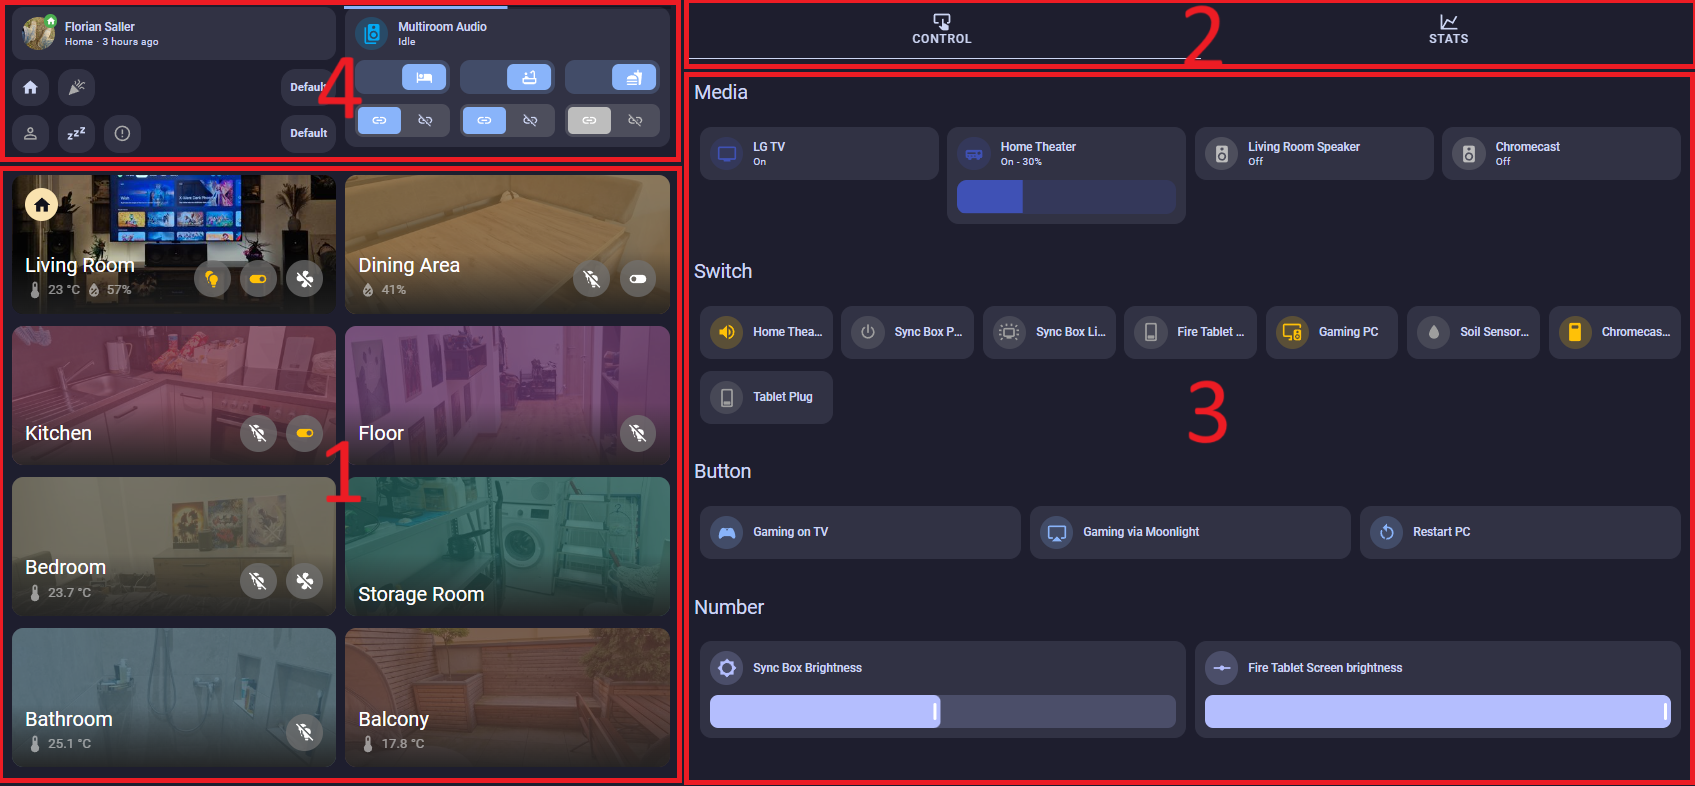 Florian Saller
Home · 3 hours ago
Multiroom Audio
Idle
Default
zzz
Default
4
CONTROL
STATS
2
Living Room
23 °C 57%
Dining Area
41%
Kitchen
Floor
1
Bedroom
23.7 °C
Storage Room
Bathroom
25.1 °C
Balcony
17.8 °C
Media
LG TV
On
Home Theater
On - 30%
Living Room Speaker
Off
Chromecast
Off
Switch
Home Thea...
Sync Box P...
Sync Box Li...
Fire Tablet ...
Gaming PC
Soil Sensor...
Chromecas...
Tablet Plug
3
Button
Gaming on TV
Gaming via Moonlight
Restart PC
Number
Sync Box Brightness
Fire Tablet Screen brightness